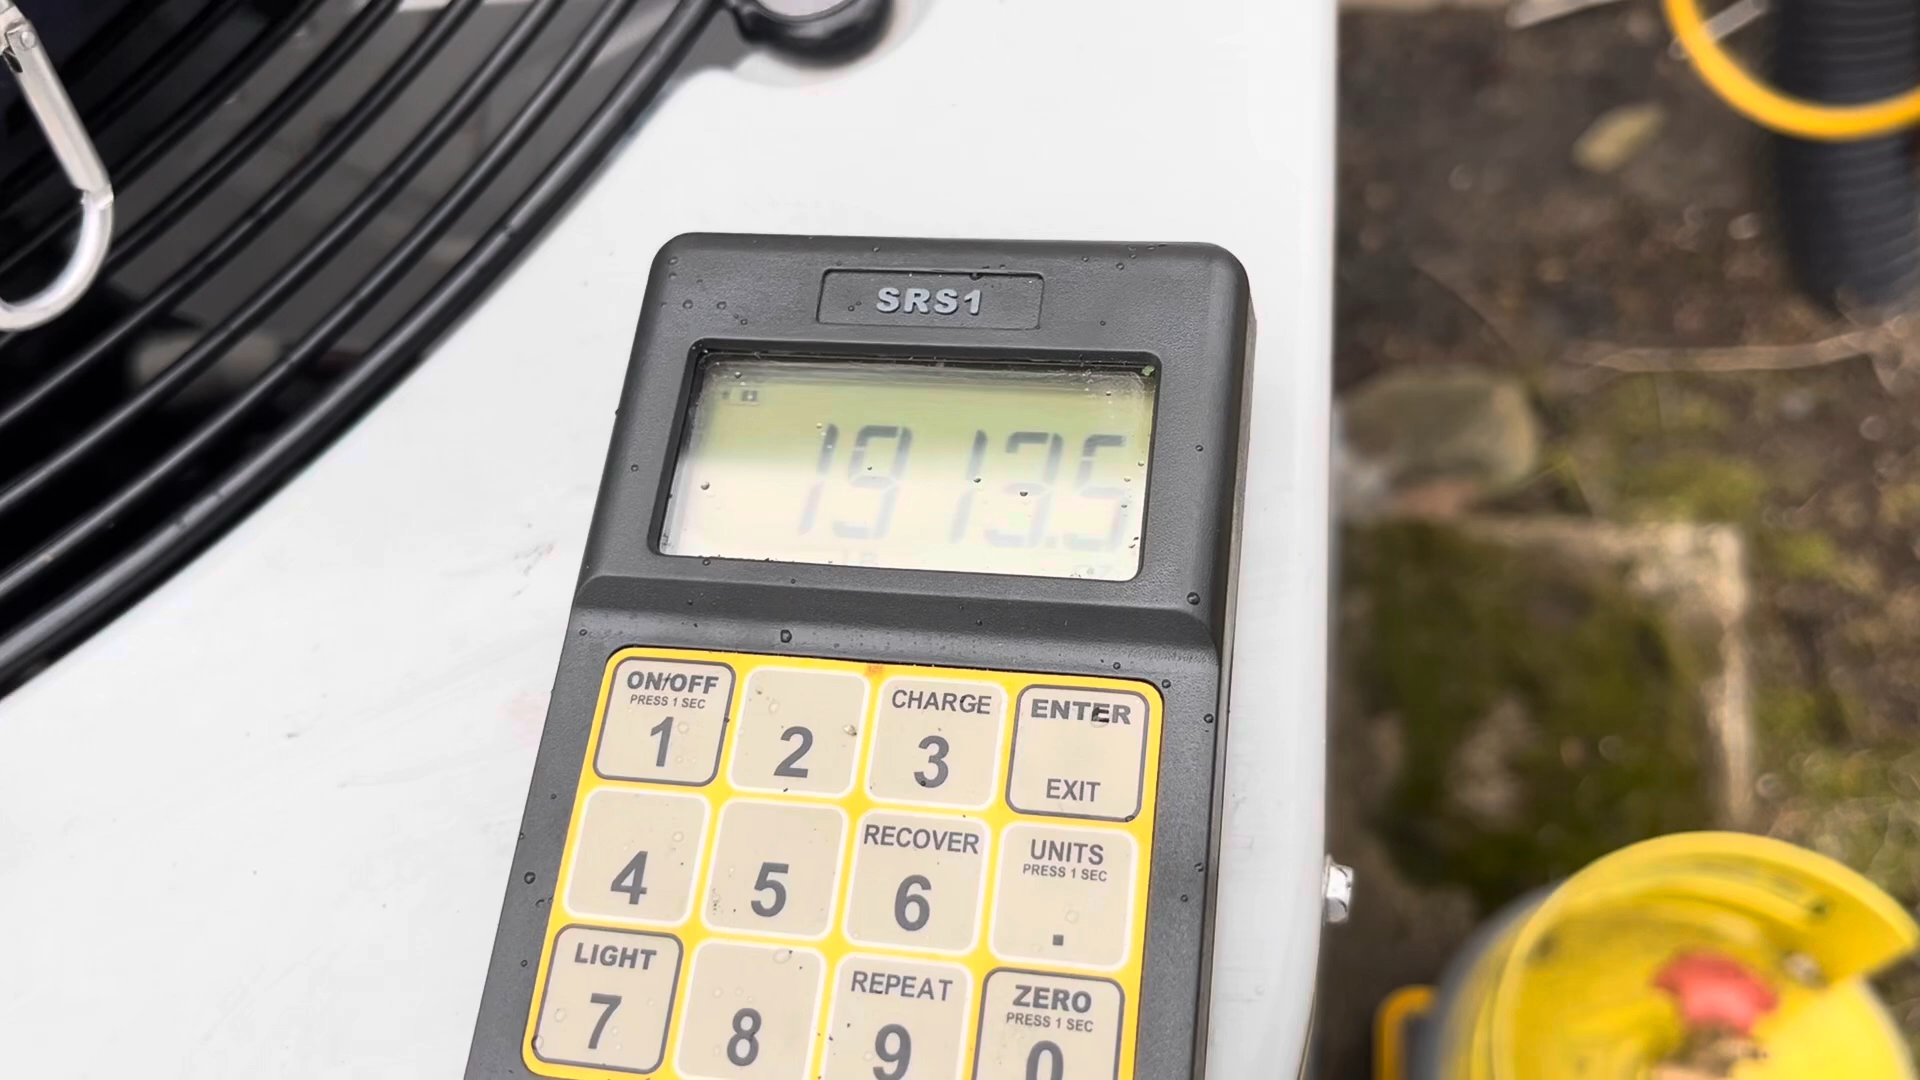 SRS1
1913.5
ON/OFF
PRESS 1 SEC
1
2
CHARGE
3
ENTER
EXIT
4
5
RECOVER
6
UNITS
PRESS 1 SEC
.
LIGHT
7
8
REPEAT
9
ZERO
PRESS 1 SEC
0